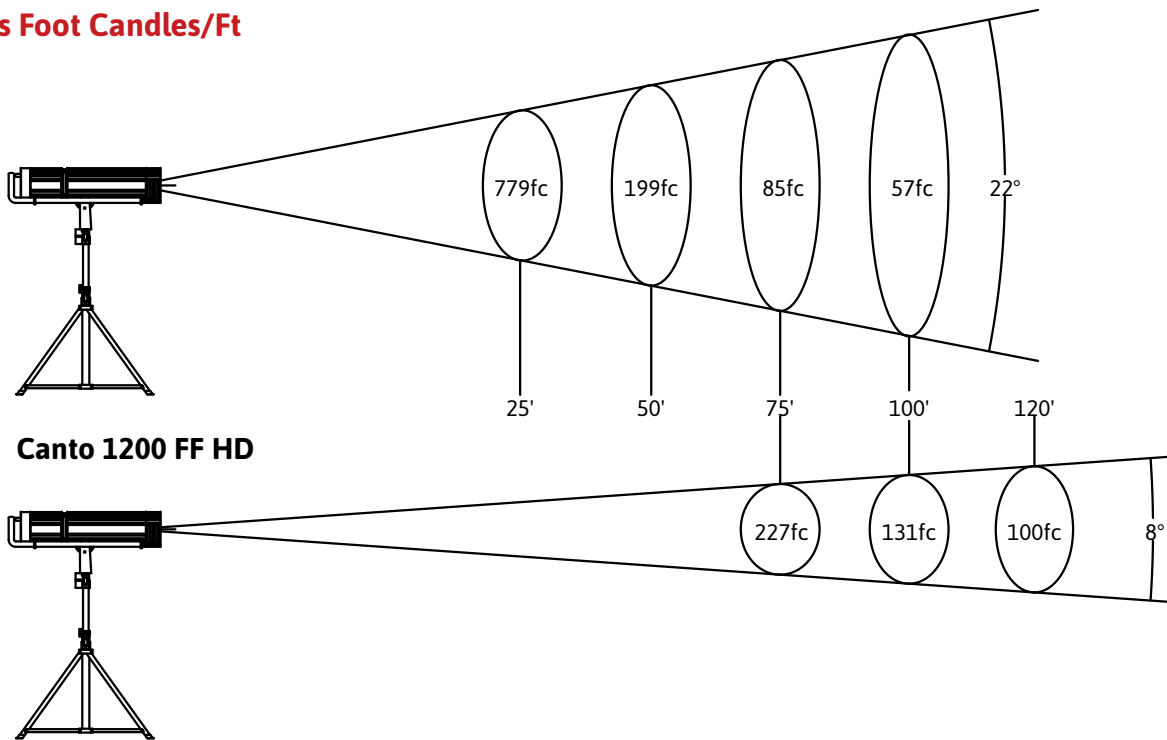 s Foot Candles/Ft
779fc 199fc 85fc 57fc 22°
25' 50' 75' 100' 120'
Canto 1200 FF HD
227fc 131fc 100fc 8°